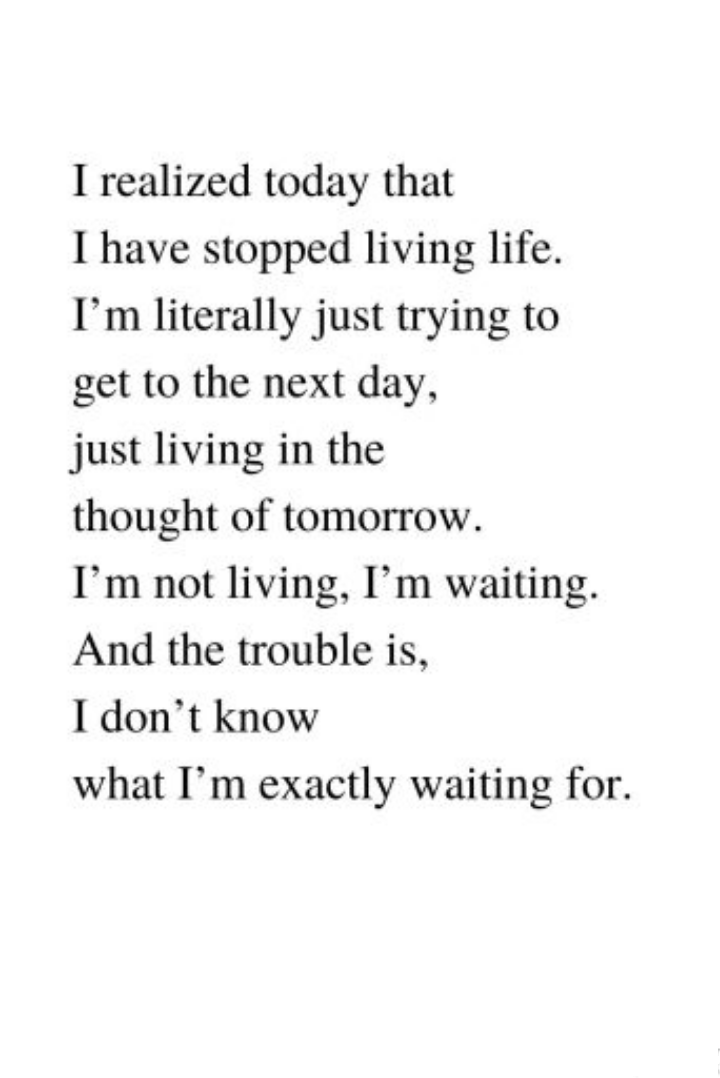 I realized today that
I have stopped living life.
I’m literally just trying to
get to the next day,
just living in the
thought of tomorrow.
I’m not living, I’m waiting.
And the trouble is,
I don’t know
what I’m exactly waiting for.